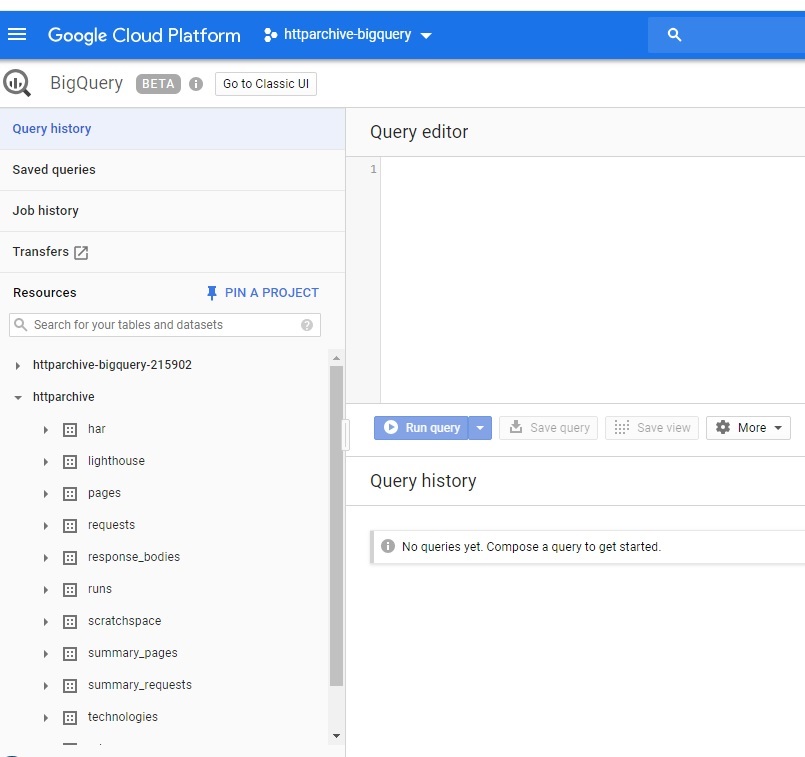 Google Cloud Platform httparchive-bigquery
BigQuery BETA Go to Classic UI
Query history
Saved queries
Job history
Transfers
Resources PIN A PROJECT
Search for your tables and datasets
httparchive-bigquery-215902
httparchive
har
lighthouse
pages
requests
response_bodies
runs
scratchspace
summary_pages
summary_requests
technologies
Query editor
1
Run query Save query Save view More
Query history
No queries yet. Compose a query to get started.